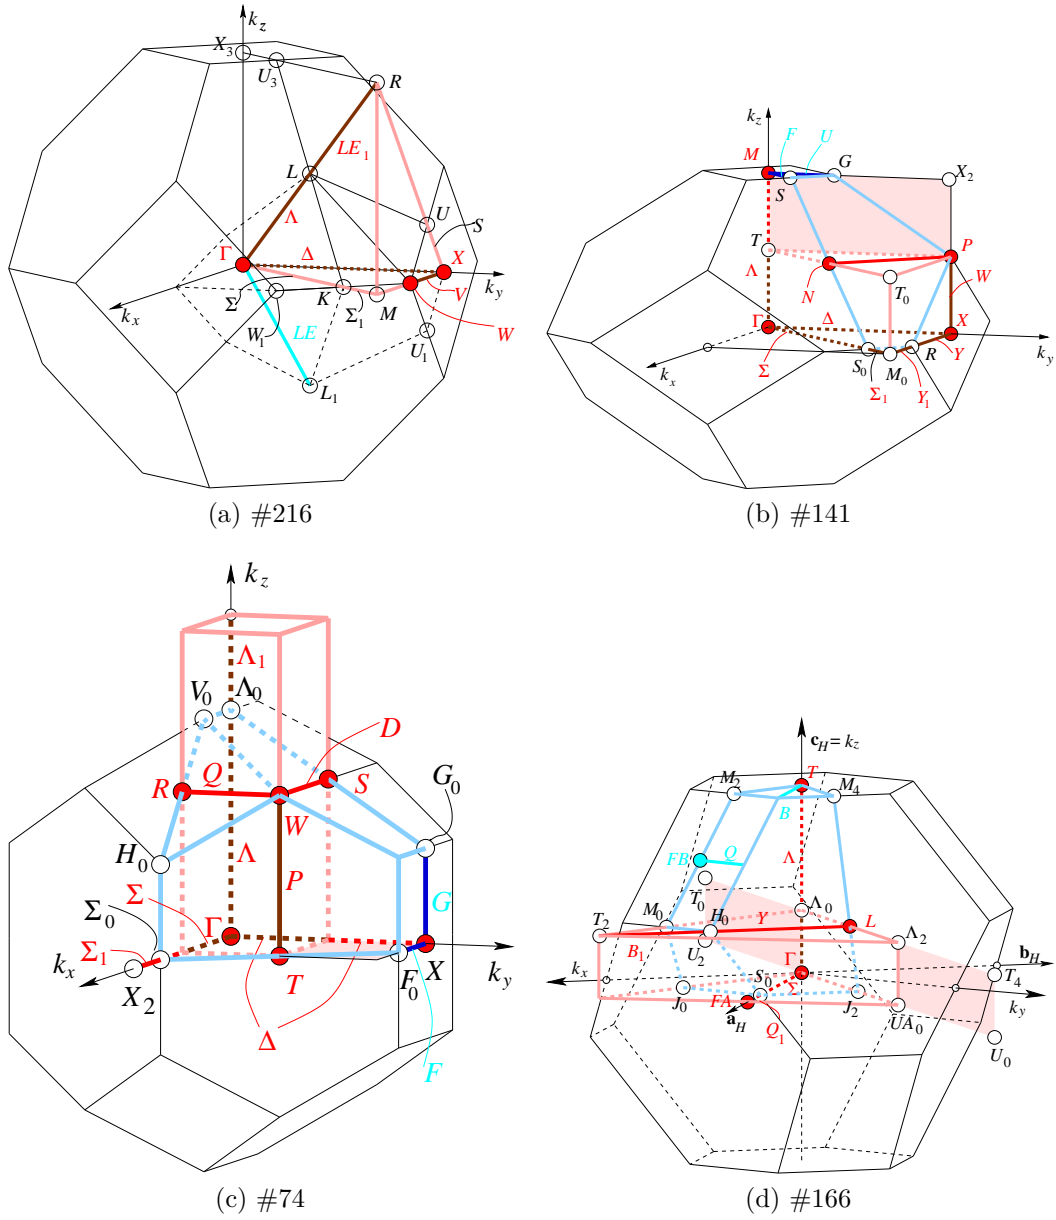 k_z
X_3
U_3
R
L
LE_1
Λ
U
S
Γ
Δ
X
k_y
Σ
K
Σ_1
M
V
W
k_x
W_1
LE
U_1
L_1
(a) #216
k_z
F
U
M
G
S
X_2
T
P
Λ
N
T_0
W
Γ
Δ
X
k_y
Σ
S_0
R
Y
k_x
Σ_1
M_0
Y_1
(b) #141
k_z
Λ_1
V_0
Λ_0
D
R
Q
S
G_0
W
H_0
Λ
P
Σ_0
Σ
Γ
G
Σ_1
k_x
X_2
T
F_0
X
k_y
Δ
F
(c) #74
c_H = k_z
T
M_2
M_4
B
FB
Q
Λ
T_0
M_0
H_0
Y
Λ_0
L
T_2
B_1
U_2
Λ_2
Γ
b_H
k_x
S_0
Σ
T_4
J_0
FA
J_2
UA_0
k_y
a_H
Q_1
U_0
(d) #166